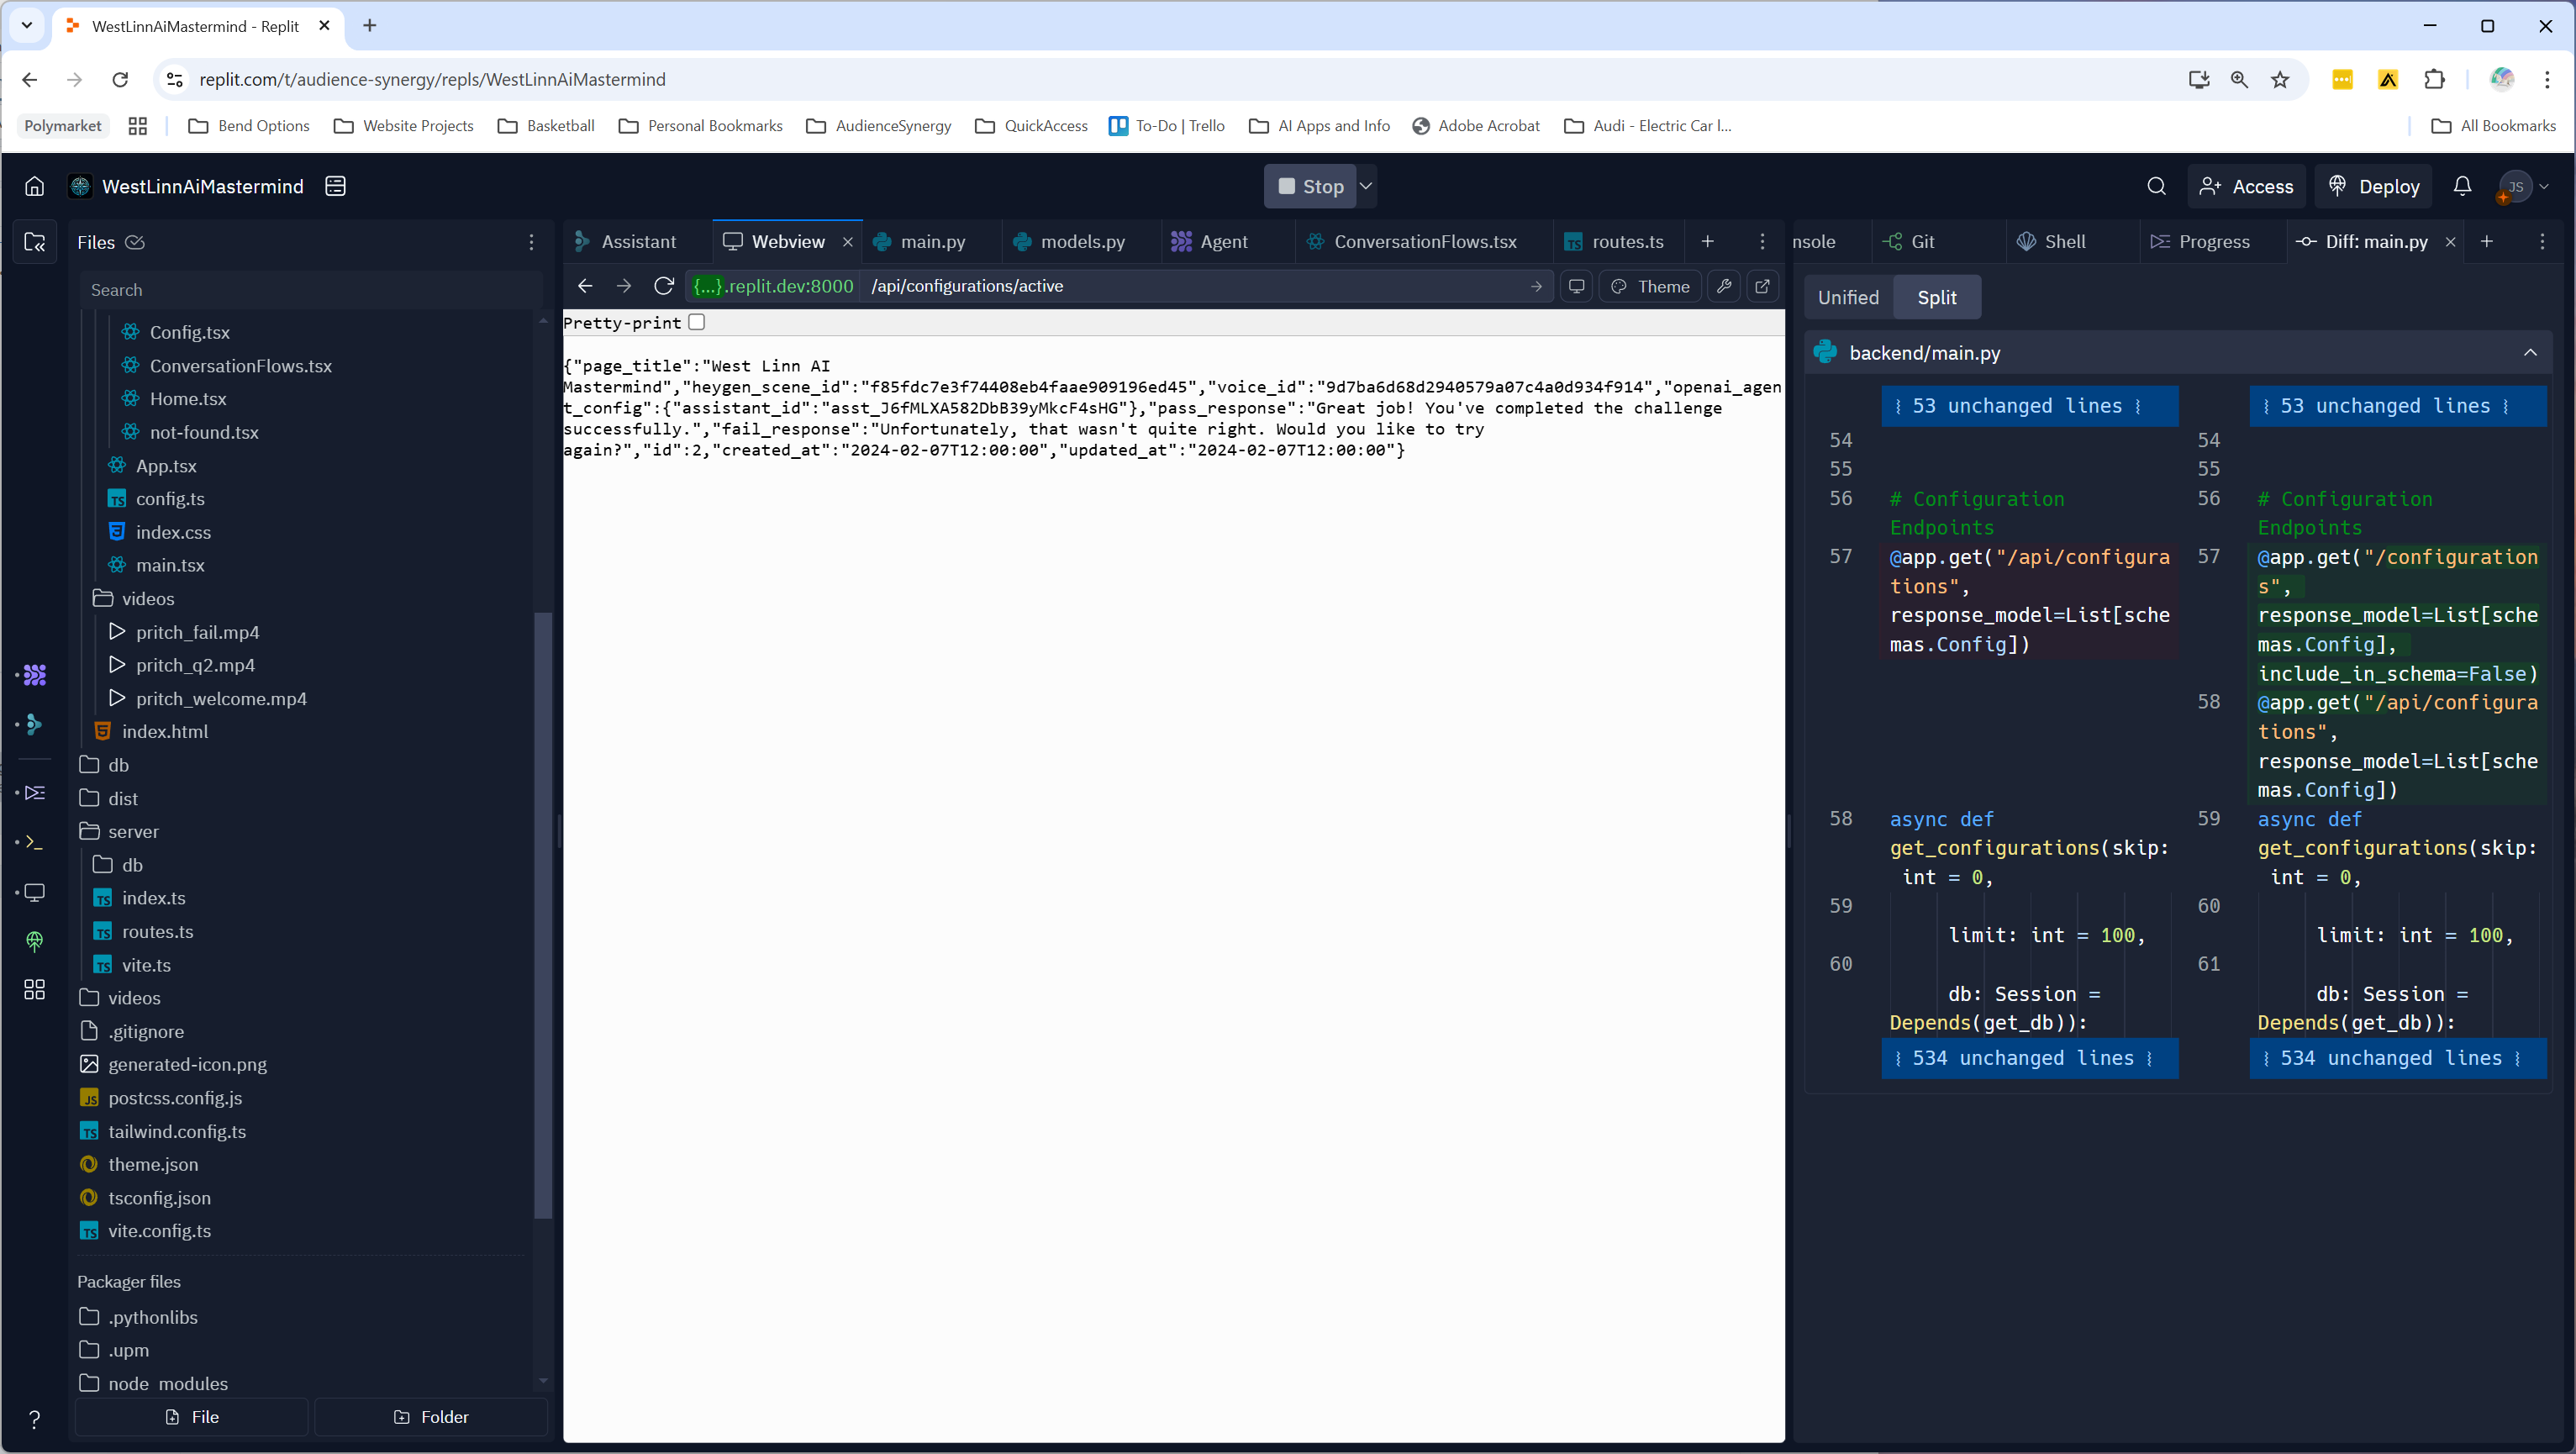 WestLinnAiMastermind - Replit
replit.com/t/audience-synergy/repls/WestLinnAiMastermind
Polymarket
Bend Options
Website Projects
Basketball
Personal Bookmarks
AudienceSynergy
QuickAccess
To-Do | Trello
AI Apps and Info
Adobe Acrobat
Audi - Electric Car l...
All Bookmarks
WestLinnAiMastermind
Stop
Access
Deploy
JS
Files
Search
Config.tsx
ConversationFlows.tsx
Home.tsx
not-found.tsx
App.tsx
config.ts
index.css
main.tsx
videos
pritch_fail.mp4
pritch_q2.mp4
pritch_welcome.mp4
index.html
db
dist
server
db
index.ts
routes.ts
vite.ts
videos
.gitignore
generated-icon.png
postcss.config.js
tailwind.config.ts
theme.json
tsconfig.json
vite.config.ts
Packager files
.pythonlibs
.upm
node_modules
File
Folder
Assistant
Webview
main.py
models.py
Agent
ConversationFlows.tsx
routes.ts
{...}.replit.dev:8000 /api/configurations/active
Theme
Pretty-print
{"page_title":"West Linn AI
Mastermind","heygen_scene_id":"f85fdc7e3f74408eb4faae909196ed45","voice_id":"9d7ba6d68d2940579a07c4a0d934f914","openai_agen
t_config":{"assistant_id":"asst_J6fMLXA582DbB39yMkcF4sHG"},"pass_response":"Great job! You've completed the challenge
successfully.","fail_response":"Unfortunately, that wasn't quite right. Would you like to try
again?","id":2,"created_at":"2024-02-07T12:00:00","updated_at":"2024-02-07T12:00:00"}
nsole
Git
Shell
Progress
Diff: main.py
Unified
Split
backend/main.py
53 unchanged lines
54
55
56 # Configuration
Endpoints
57 @app.get("/api/configura
tions",
response_model=List[sche
mas.Config])
58 async def
get_configurations(skip:
int = 0,
59
limit: int = 100,
60
db: Session =
Depends(get_db)):
534 unchanged lines
53 unchanged lines
54
55
56 # Configuration
Endpoints
57 @app.get("/configuration
s",
response_model=List[sche
mas.Config],
include_in_schema=False)
58 @app.get("/api/configura
tions",
response_model=List[sche
mas.Config])
59 async def
get_configurations(skip:
int = 0,
60
limit: int = 100,
61
db: Session =
Depends(get_db)):
534 unchanged lines